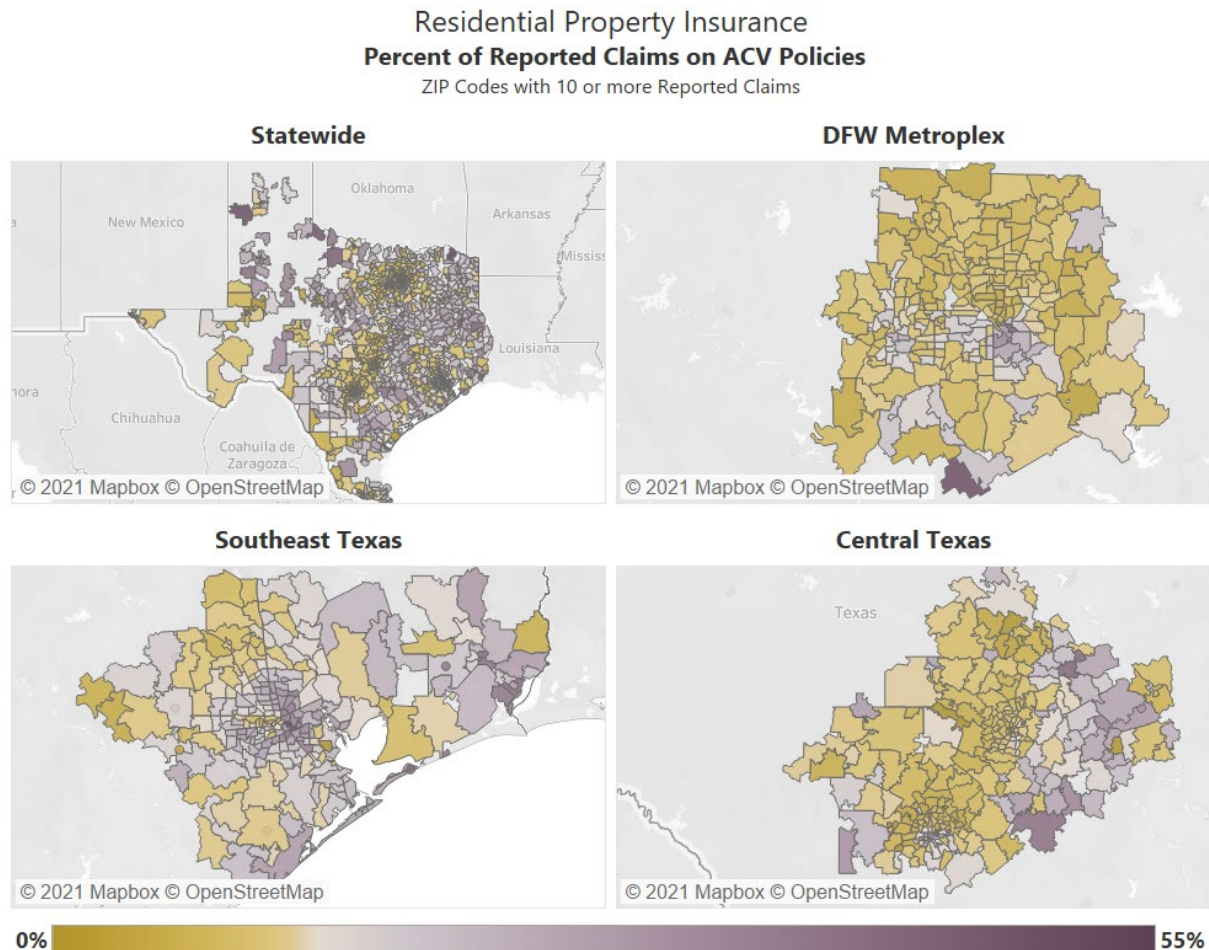 Residential Property Insurance
Percent of Reported Claims on ACV Policies
ZIP Codes with 10 or more Reported Claims
Statewide
DFW Metroplex
Oklahoma
New Mexico
Arkansas
Mississ
Louisiana
nora
Chihuahua
Coahuila de
Zaragoza
© 2021 Mapbox © OpenStreetMap
© 2021 Mapbox © OpenStreetMap
Southeast Texas
Central Texas
Texas
© 2021 Mapbox © OpenStreetMap
© 2021 Mapbox © OpenStreetMap
0%
55%